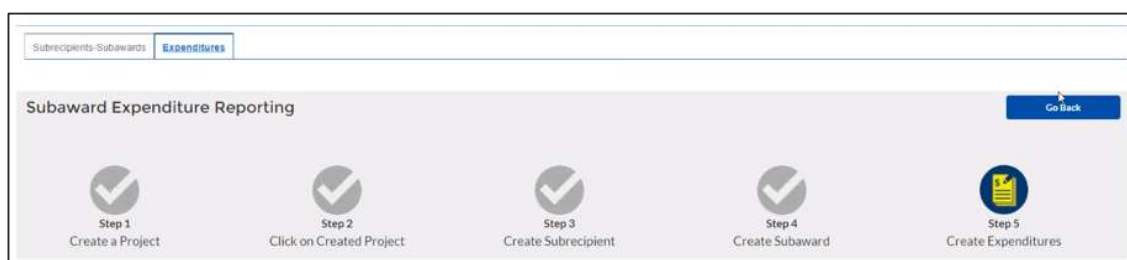 Subrecipients-Subawards Expenditures
Subaward Expenditure Reporting Go Back
Step 1 Step 2 Step 3 Step 4 Step 5
Create a Project Click on Created Project Create Subrecipient Create Subaward Create Expenditures